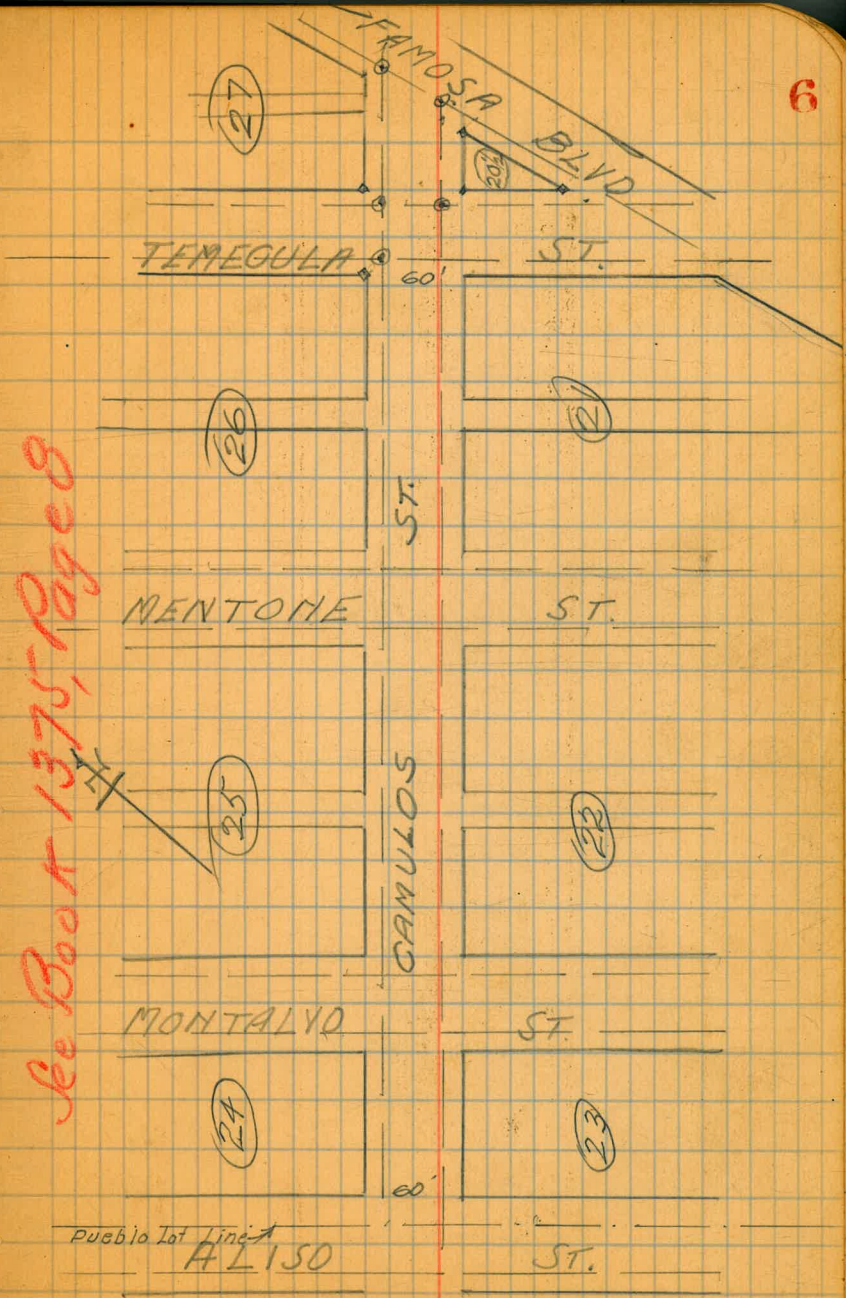 6
FAMOSA BLVD
27
20½
TEMEGULA ST.
60'
26
21
ST.
MENTONE ST.
See Book 1375, Page 8
N
25
22
CAMULOS
MONTALVO ST.
24
23
60'
Pueblo Lot Line
ALISO ST.